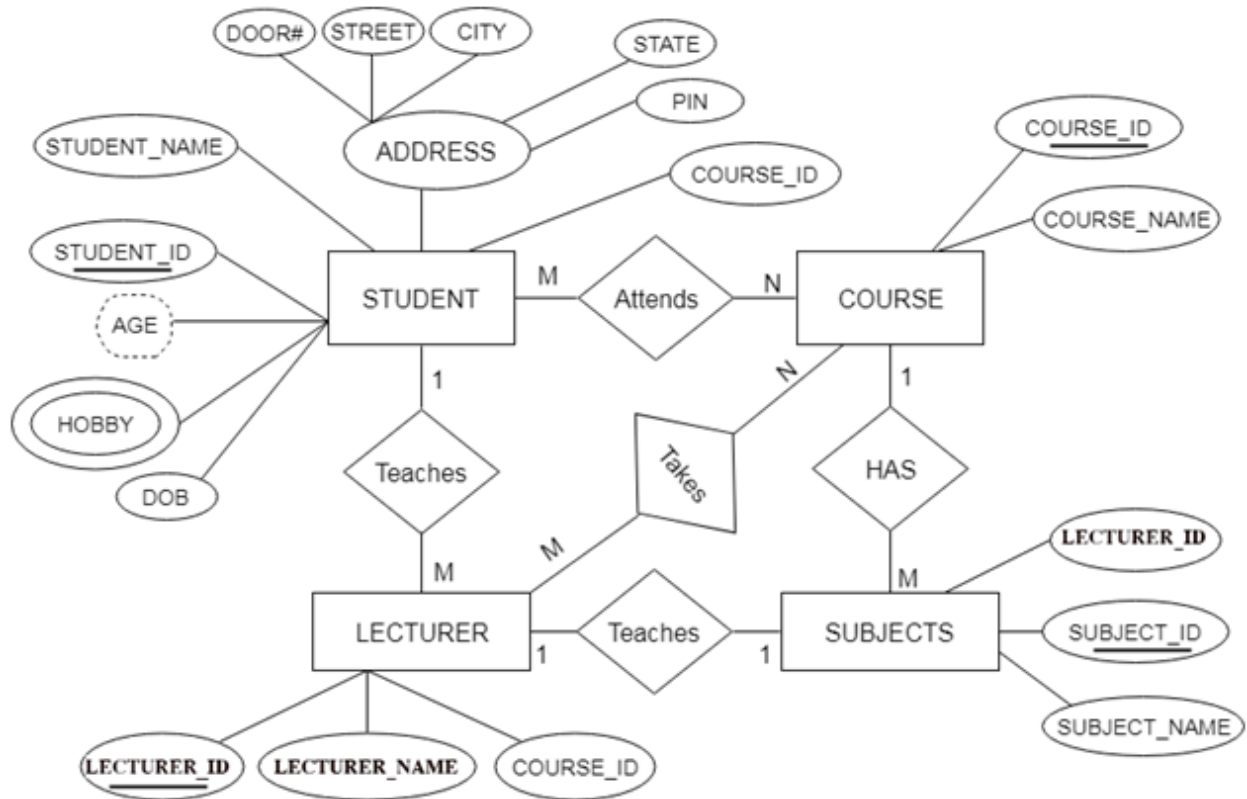 DOOR#
STREET
CITY
STATE
PIN
ADDRESS
STUDENT_NAME
COURSE_ID
COURSE_ID
COURSE_NAME
STUDENT_ID
AGE
HOBBY
DOB
STUDENT
M
Attends
N
COURSE
1
N
1
Teaches
Takes
HAS
M
M
M
LECTURER_ID
LECTURER
1
Teaches
1
SUBJECTS
SUBJECT_ID
SUBJECT_NAME
LECTURER_ID
LECTURER_NAME
COURSE_ID